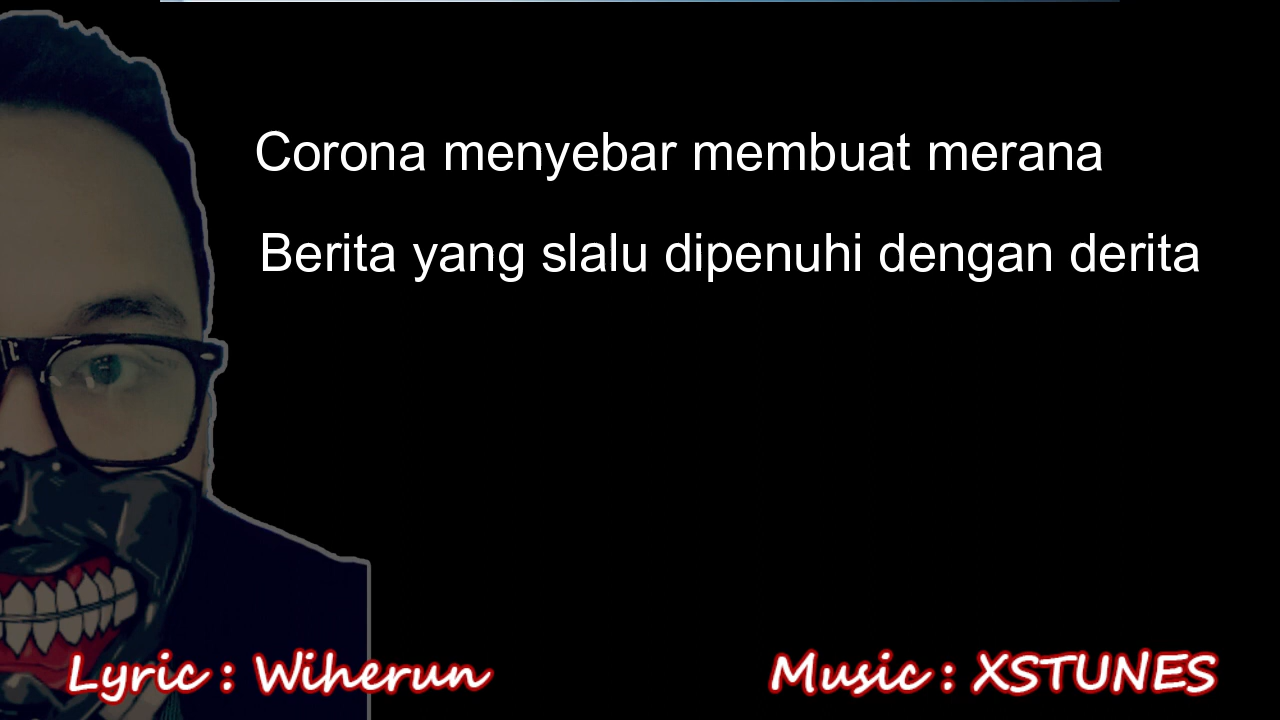 Corona menyebar membuat merana
Berita yang slalu dipenuhi dengan derita
Lyric : Wiherun
Music : XSTUNES